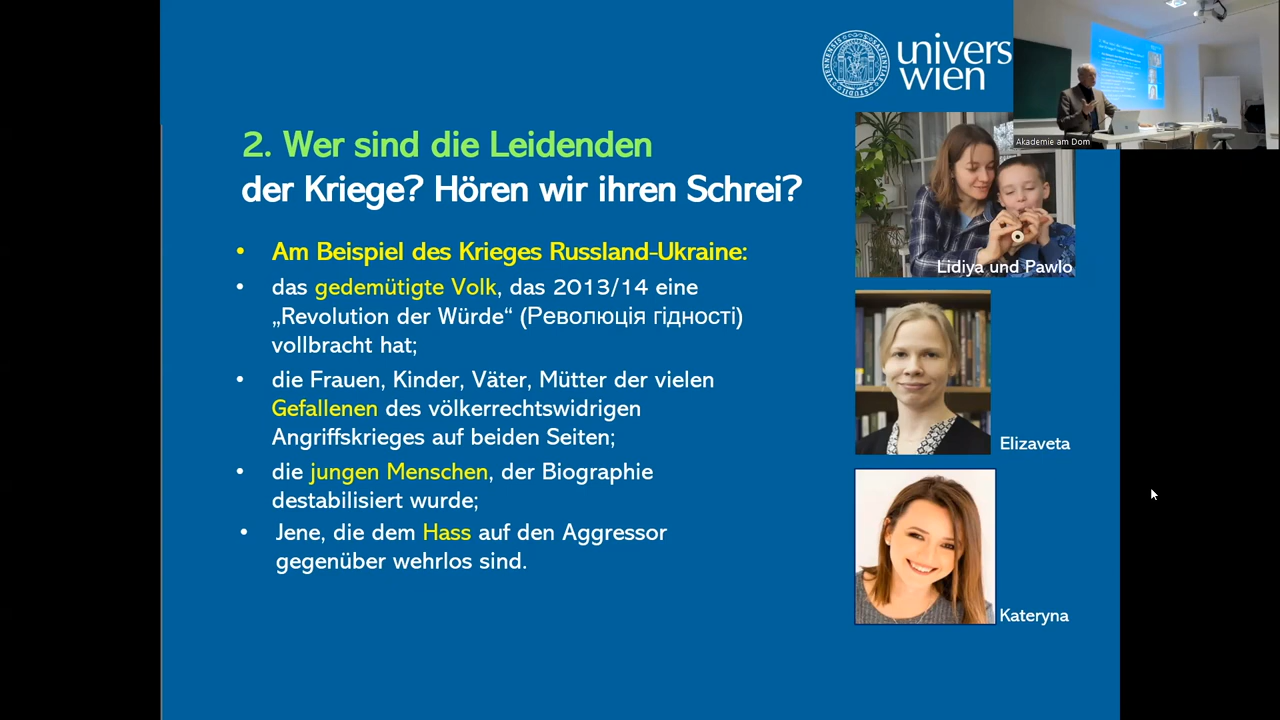 univers
wien
Akademie am Dom
2. Wer sind die Leidenden
der Kriege? Hören wir ihren Schrei?
• Am Beispiel des Krieges Russland-Ukraine:
• das gedemütigte Volk, das 2013/14 eine
„Revolution der Würde“ (Революція гідності)
vollbracht hat;
• die Frauen, Kinder, Väter, Mütter der vielen
Gefallenen des völkerrechtswidrigen
Angriffskrieges auf beiden Seiten;
• die jungen Menschen, der Biographie
destabilisiert wurde;
• Jene, die dem Hass auf den Aggressor
gegenüber wehrlos sind.
Lidiya und Pawlo
Elizaveta
Kateryna